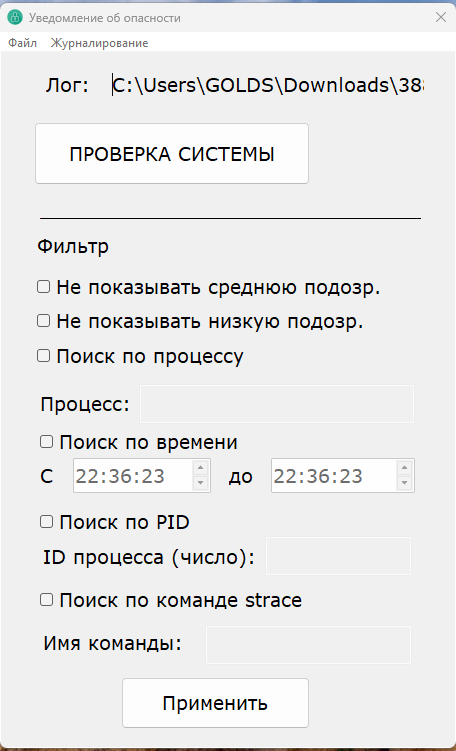 Уведомление об опасности
Файл Журналирование
Лог: C:\Users\GOLDS\Downloads\38
ПРОВЕРКА СИСТЕМЫ
Фильтр
Не показывать среднюю подозр.
Не показывать низкую подозр.
Поиск по процессу
Процесс:
Поиск по времени
С 22:36:23 до 22:36:23
Поиск по PID
ID процесса (число):
Поиск по команде strace
Имя команды:
Применить